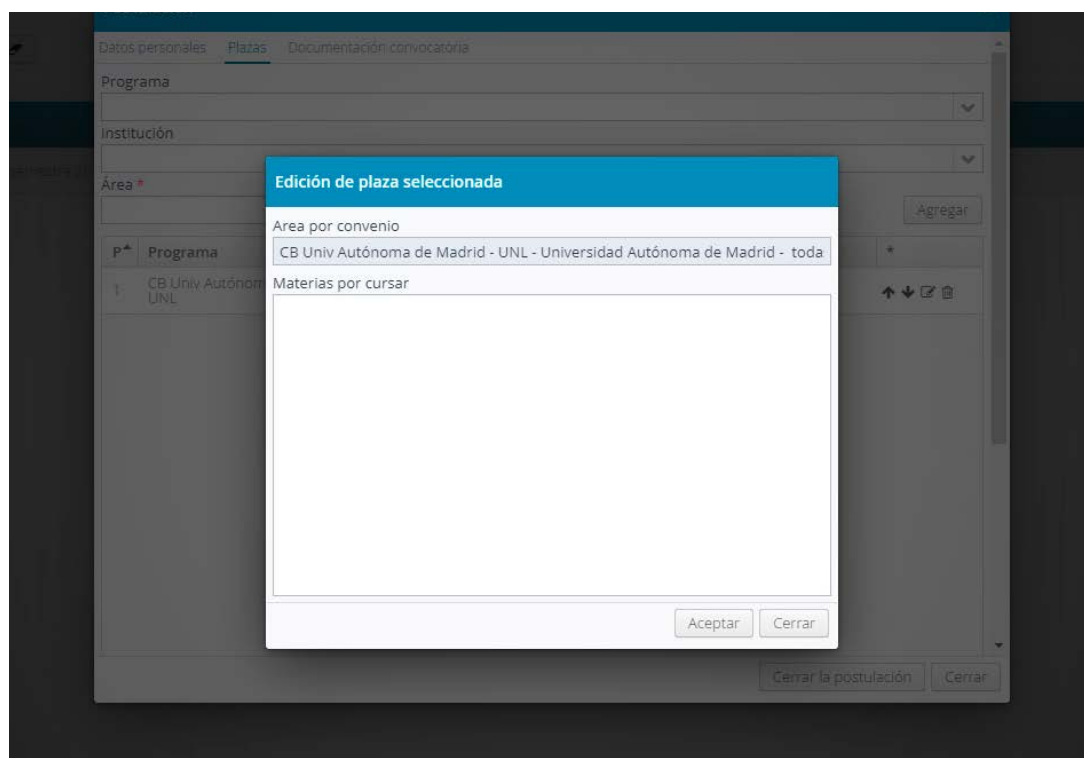 Datos personales Plazas Documentación convocatoria
Programa
Institución
Área *
Agregar
P Programa *
1 CB Univ Autónom
UNL
Edición de plaza seleccionada
Area por convenio
CB Univ Autónoma de Madrid - UNL - Universidad Autónoma de Madrid - toda
Materias por cursar
Aceptar Cerrar
Cerrar la postulación Cerrar